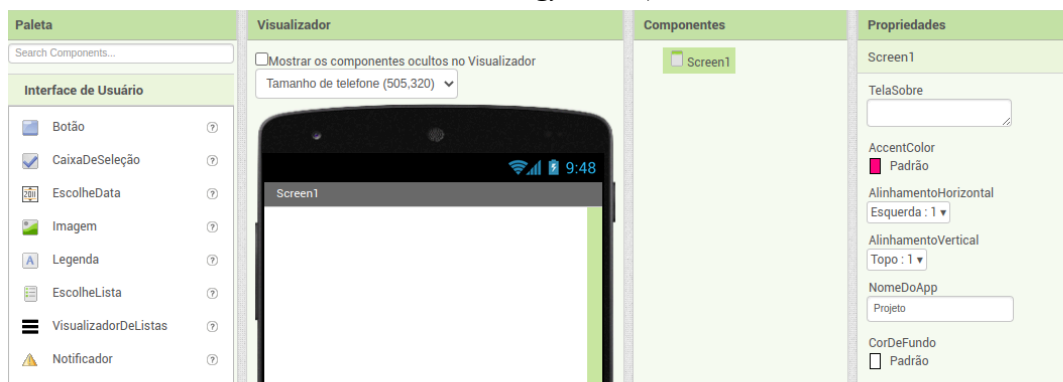 Paleta
Search Components...
Interface de Usuário
Botão
CaixaDeSeleção
EscolheData
Imagem
A Legenda
EscolheLista
VisualizadorDeListas
Notificador
Visualizador
Mostrar os componentes ocultos no Visualizador
Tamanho de telefone (505,320)
9:48
Screen1
Componentes
Screen1
Propriedades
Screen1
TelaSobre
AccentColor
Padrão
AlinhamentoHorizontal
Esquerda : 1
AlinhamentoVertical
Topo : 1
NomeDoApp
Projeto
CorDeFundo
Padrão